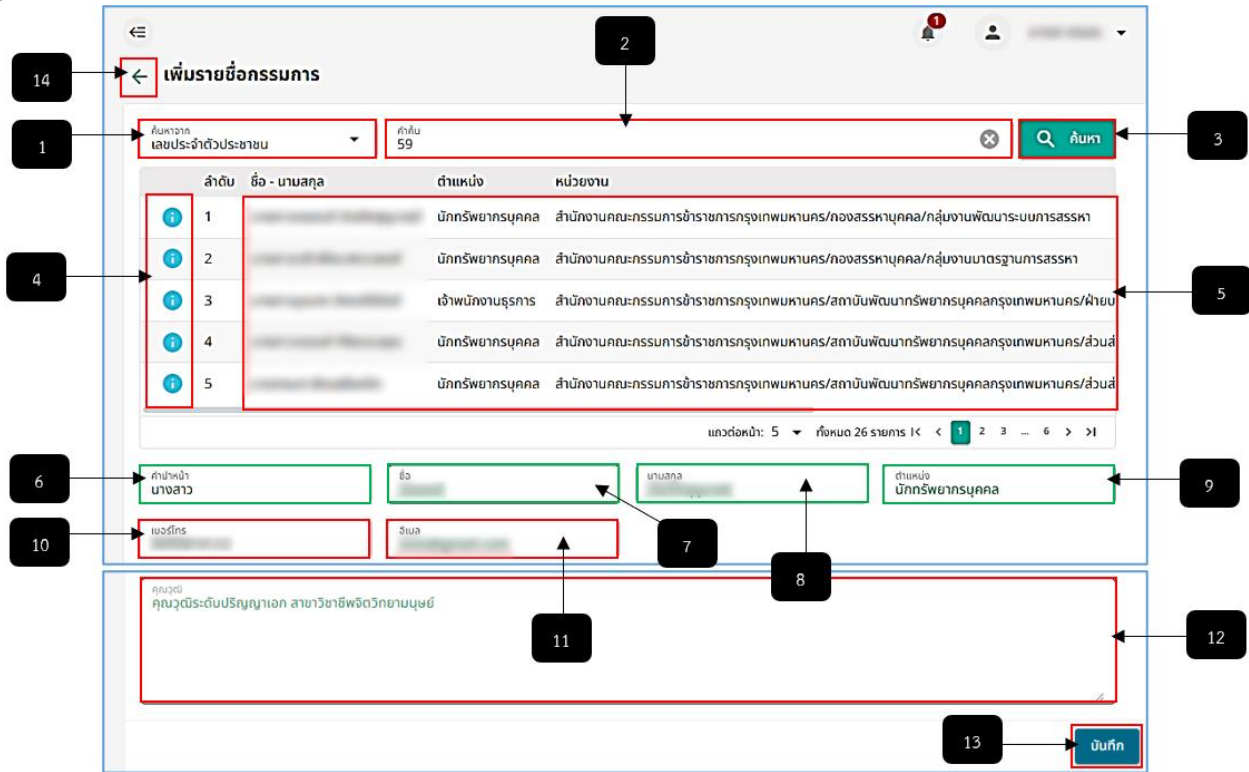 1
2
14
เพิ่มรายชื่อกรรมการ
1
ค้นหาจาก
เลขประจำตัวประชาชน
คำค้น
59
ค้นหา
3
ลำดับ ชื่อ - นามสกุล ตำแหน่ง หน่วยงาน
1 นักทรัพยากรบุคคล สำนักงานคณะกรรมการข้าราชการกรุงเทพมหานคร/กองสรรหาบุคคล/กลุ่มงานพัฒนาระบบการสรรหา
2 นักทรัพยากรบุคคล สำนักงานคณะกรรมการข้าราชการกรุงเทพมหานคร/กองสรรหาบุคคล/กลุ่มงานมาตรฐานการสรรหา
4
3 เจ้าพนักงานธุรการ สำนักงานคณะกรรมการข้าราชการกรุงเทพมหานคร/สถาบันพัฒนาทรัพยากรบุคคลกรุงเทพมหานคร/ฝ่ายบ
5
4 นักทรัพยากรบุคคล สำนักงานคณะกรรมการข้าราชการกรุงเทพมหานคร/สถาบันพัฒนาทรัพยากรบุคคลกรุงเทพมหานคร/ส่วนส่
5 นักทรัพยากรบุคคล สำนักงานคณะกรรมการข้าราชการกรุงเทพมหานคร/สถาบันพัฒนาทรัพยากรบุคคลกรุงเทพมหานคร/ส่วนส่
แถวต่อหน้า: 5 ทั้งหมด 26 รายการ 1 2 3 ... 6
6
คำนำหน้า
นางสาว
ชื่อ
นามสกุล
ตำแหน่ง
นักทรัพยากรบุคคล
9
10
เบอร์โทร
อีเมล
7
8
คุณวุฒิ
คุณวุฒิระดับปริญญาเอก สาขาวิชาชีพจิตวิทยามนุษย์
11
12
13
บันทึก